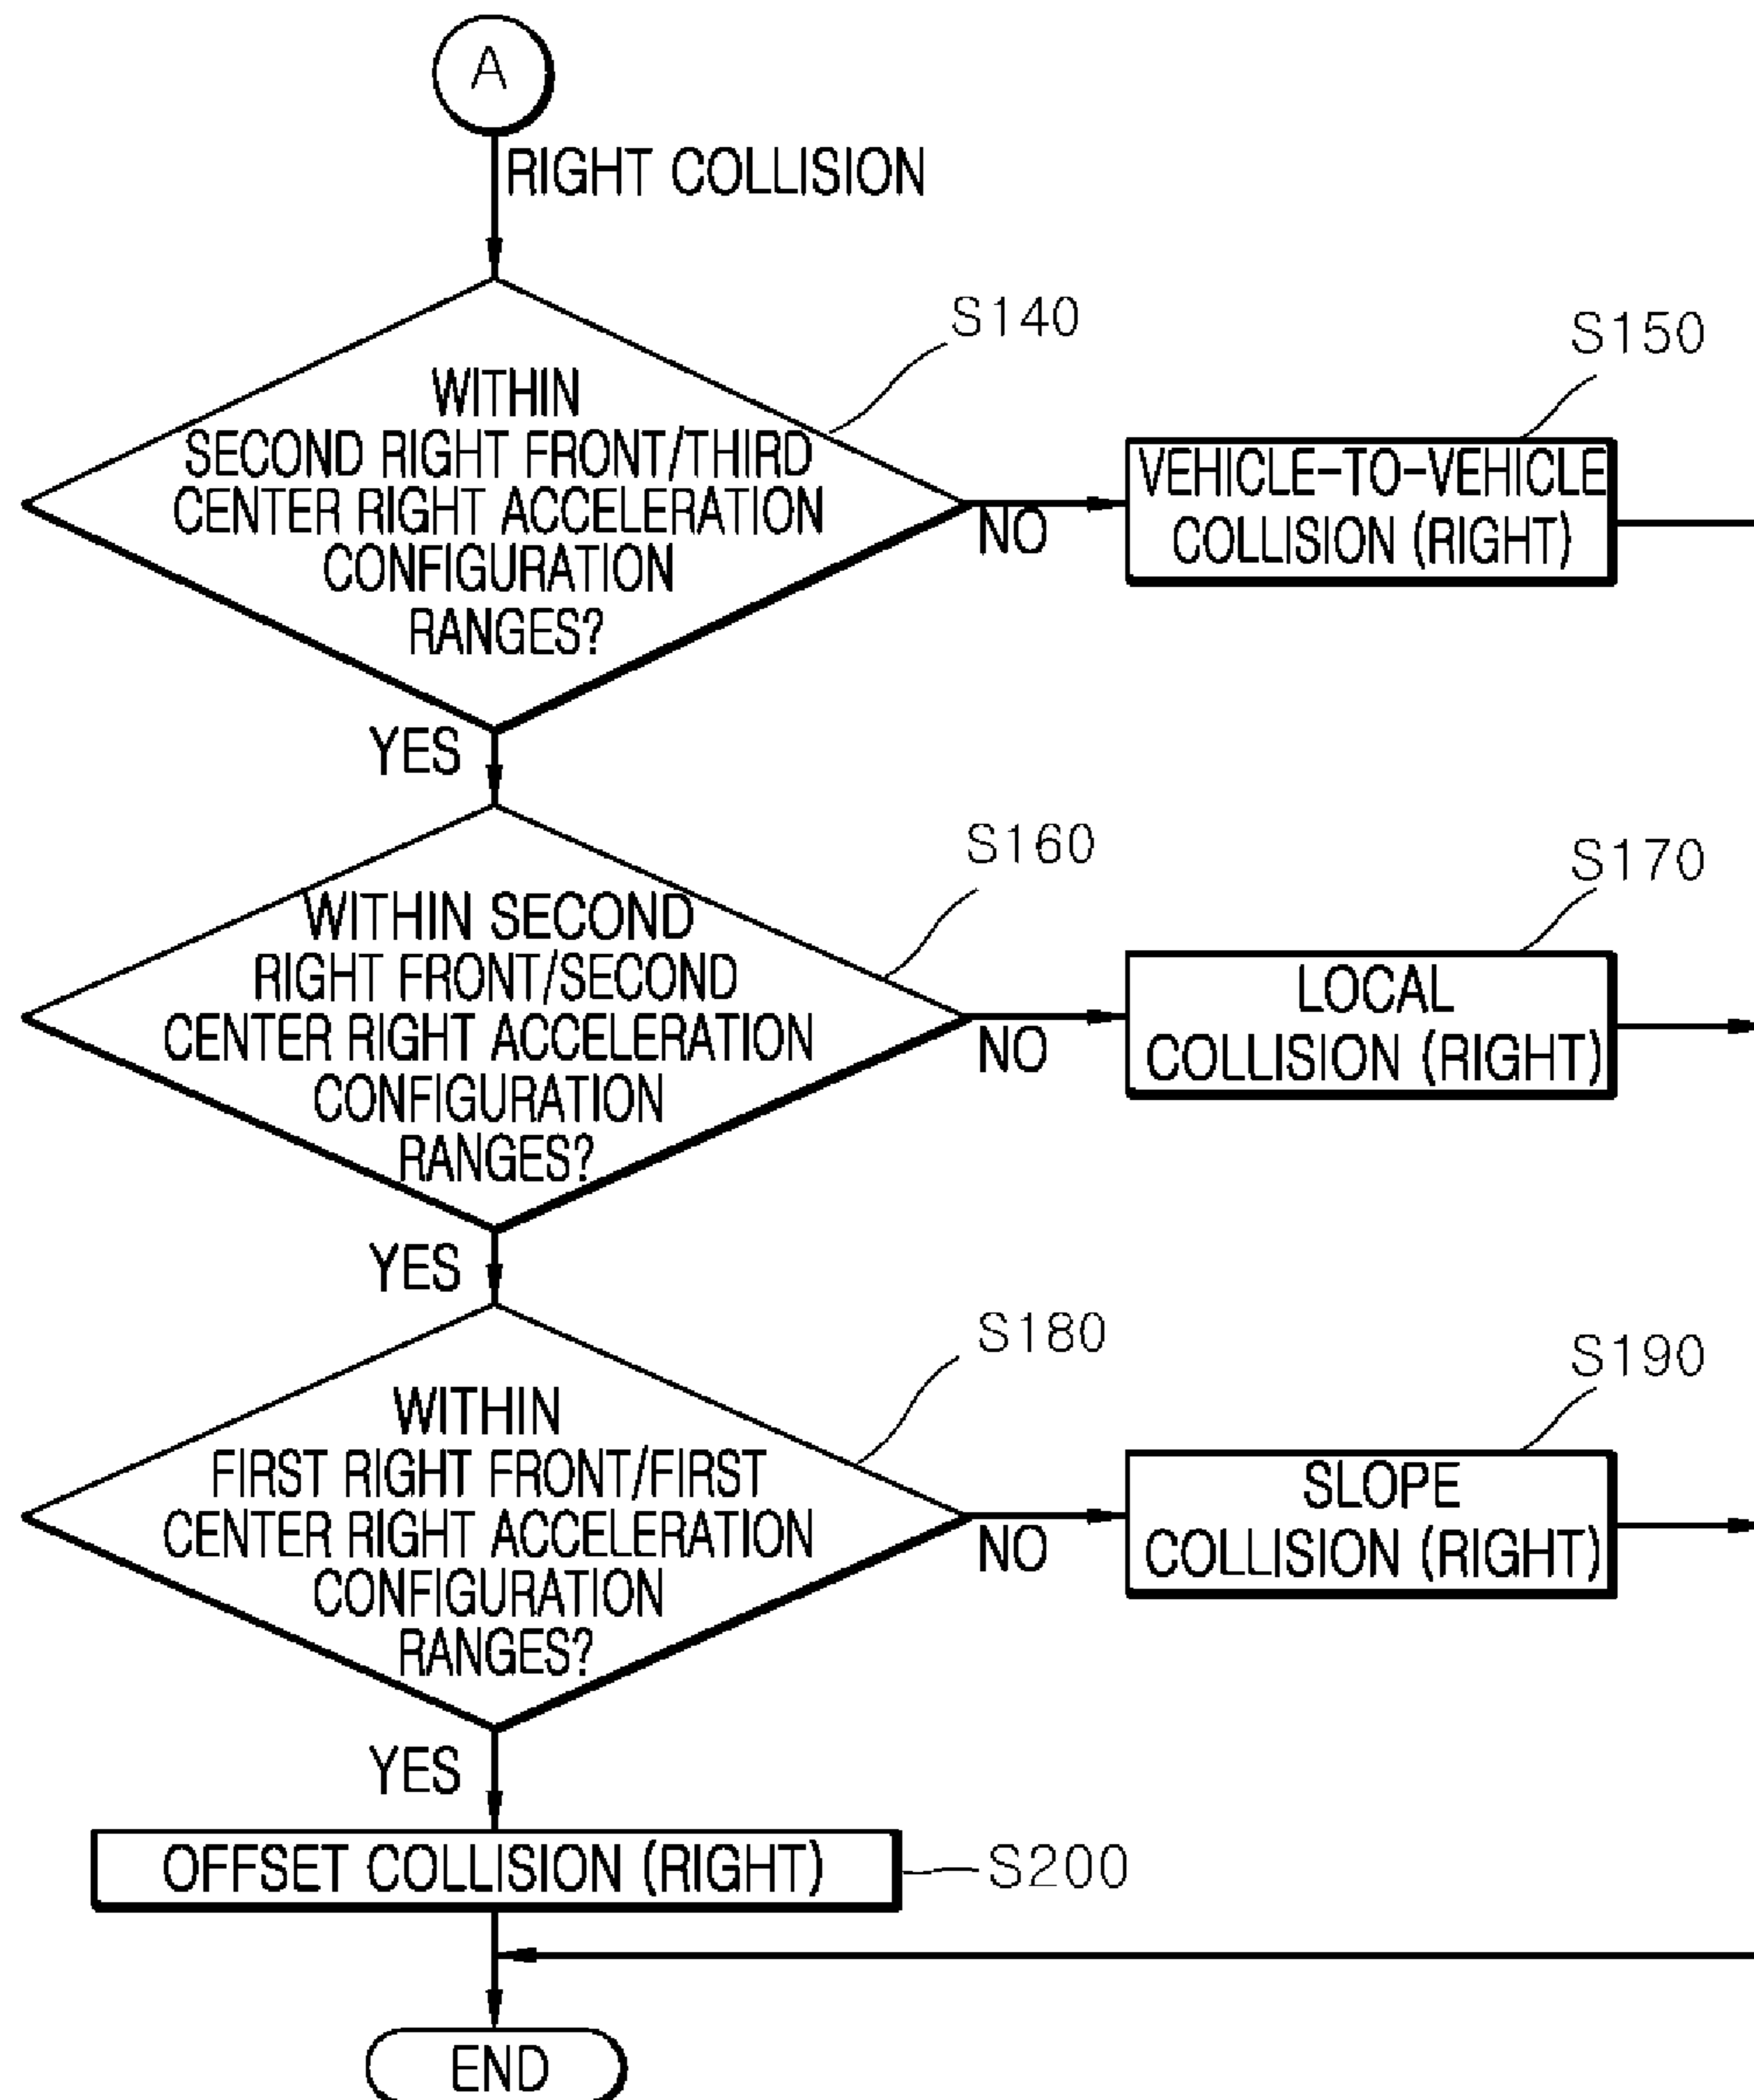 A
RIGHT COLLISION
S140
WITHIN
SECOND RIGHT FRONT/THIRD
CENTER RIGHT ACCELERATION
CONFIGURATION
RANGES?
NO
S150
VEHICLE-TO-VEHICLE
COLLISION (RIGHT)
YES
S160
WITHIN SECOND
RIGHT FRONT/SECOND
CENTER RIGHT ACCELERATION
CONFIGURATION
RANGES?
NO
S170
LOCAL
COLLISION (RIGHT)
YES
S180
WITHIN
FIRST RIGHT FRONT/FIRST
CENTER RIGHT ACCELERATION
CONFIGURATION
RANGES?
NO
S190
SLOPE
COLLISION (RIGHT)
YES
OFFSET COLLISION (RIGHT)
S200
END